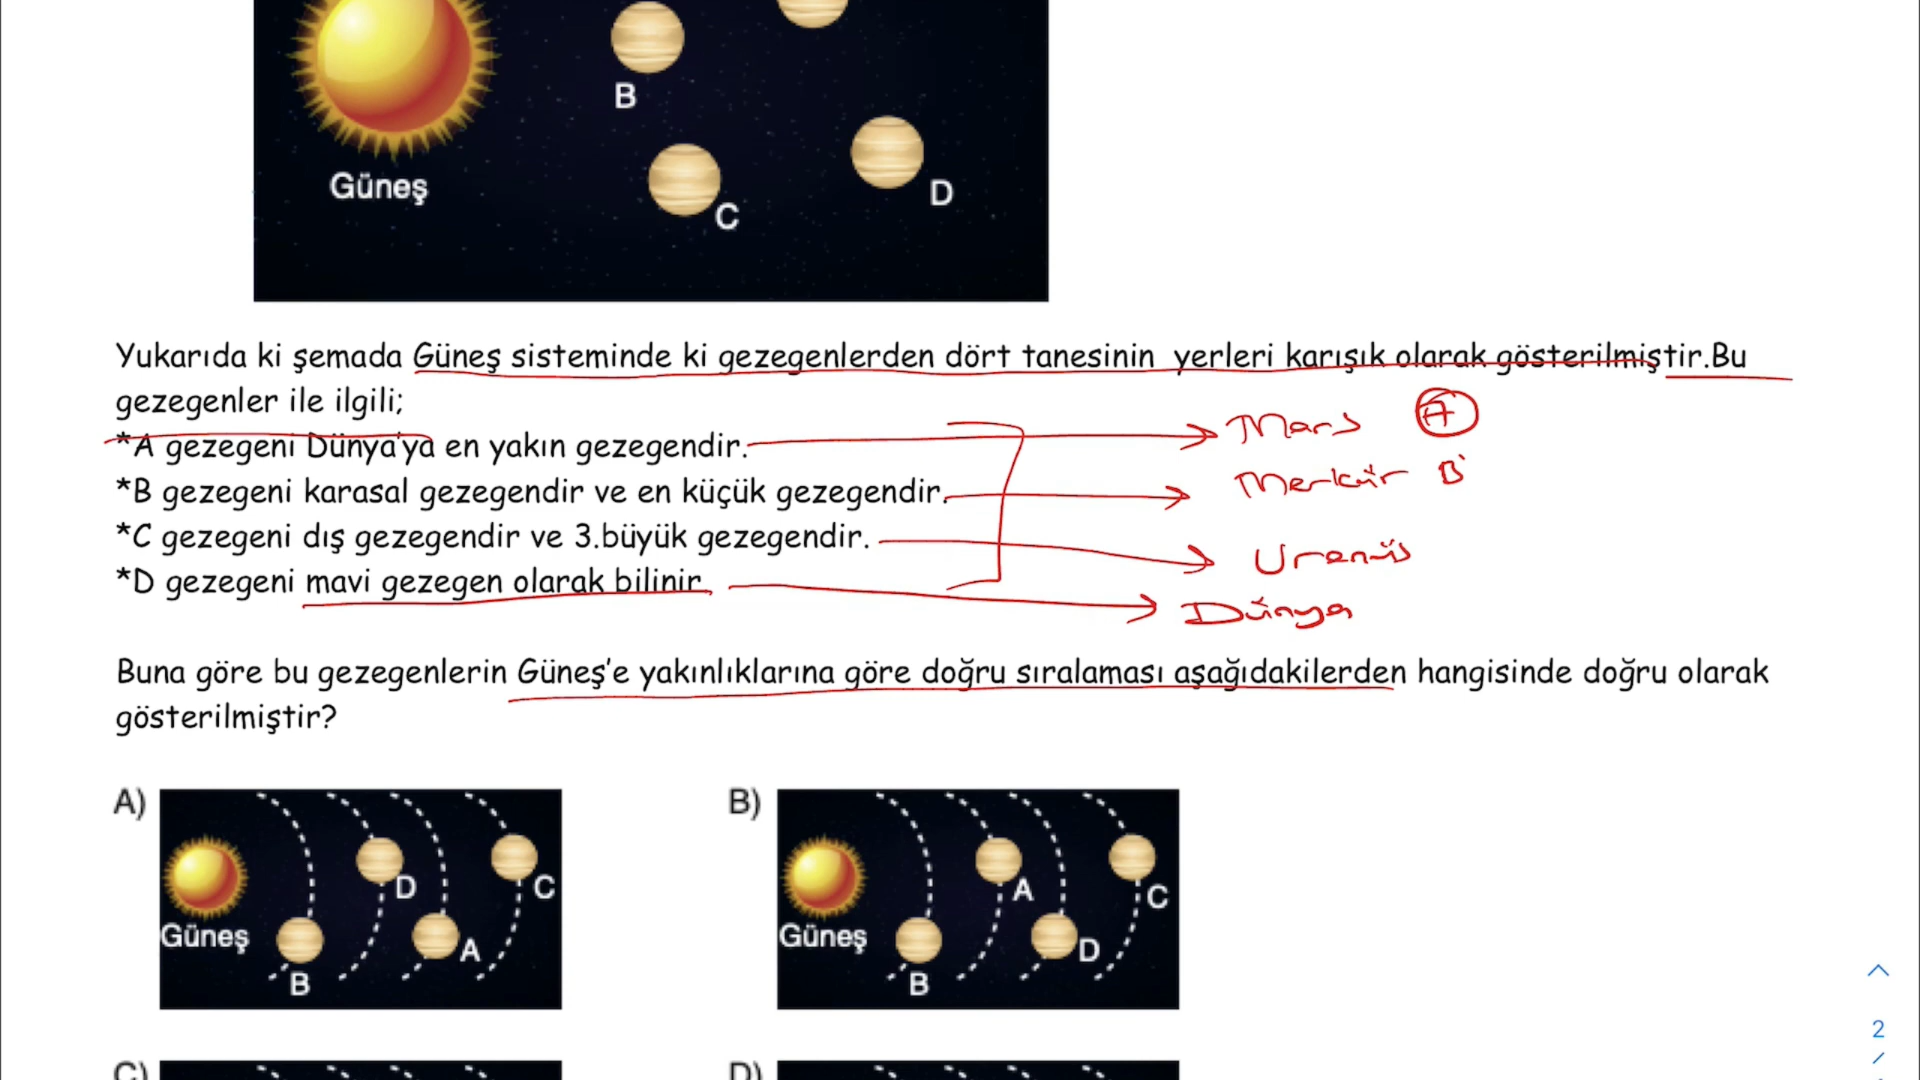 B
Güneş
D
C
Yukarıda ki şemada Güneş sisteminde ki gezegenlerden dört tanesinin yerleri karışık olarak gösterilmiştir.Bu
gezegenler ile ilgili;
*A gezegeni Dünya'ya en yakın gezegendir.
Mars A
*B gezegeni karasal gezegendir ve en küçük gezegendir.
Merkür B
*C gezegeni dış gezegendir ve 3.büyük gezegendir.
Uranüs
*D gezegeni mavi gezegen olarak bilinir.
Dünya
Buna göre bu gezegenlerin Güneş'e yakınlıklarına göre doğru sıralaması aşağıdakilerden hangisinde doğru olarak
gösterilmiştir?
A)
D
C
Güneş
A
B
B)
A
C
Güneş
D
B
C)
D)
2
/